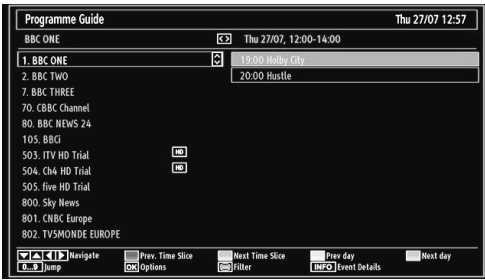 Programme Guide Thu 27/07 12:57
BBC ONE Thu 27/07, 12:00-14:00
1. BBC ONE 19:00 Holby City
2. BBC TWO 20:00 Hustle
7. BBC THREE
70. CBBC Channel
80. BBC NEWS 24
105. BBCi
503. ITV HD Trial HD
504. Ch4 HD Trial HD
505. five HD Trial
800. Sky News
801. CNBC Europe
802. TV5MONDE EUROPE
Navigate Prev. Time Slice Next Time Slice Prev day Next day
0...9 Jump OK Options Filter INFO Event Details